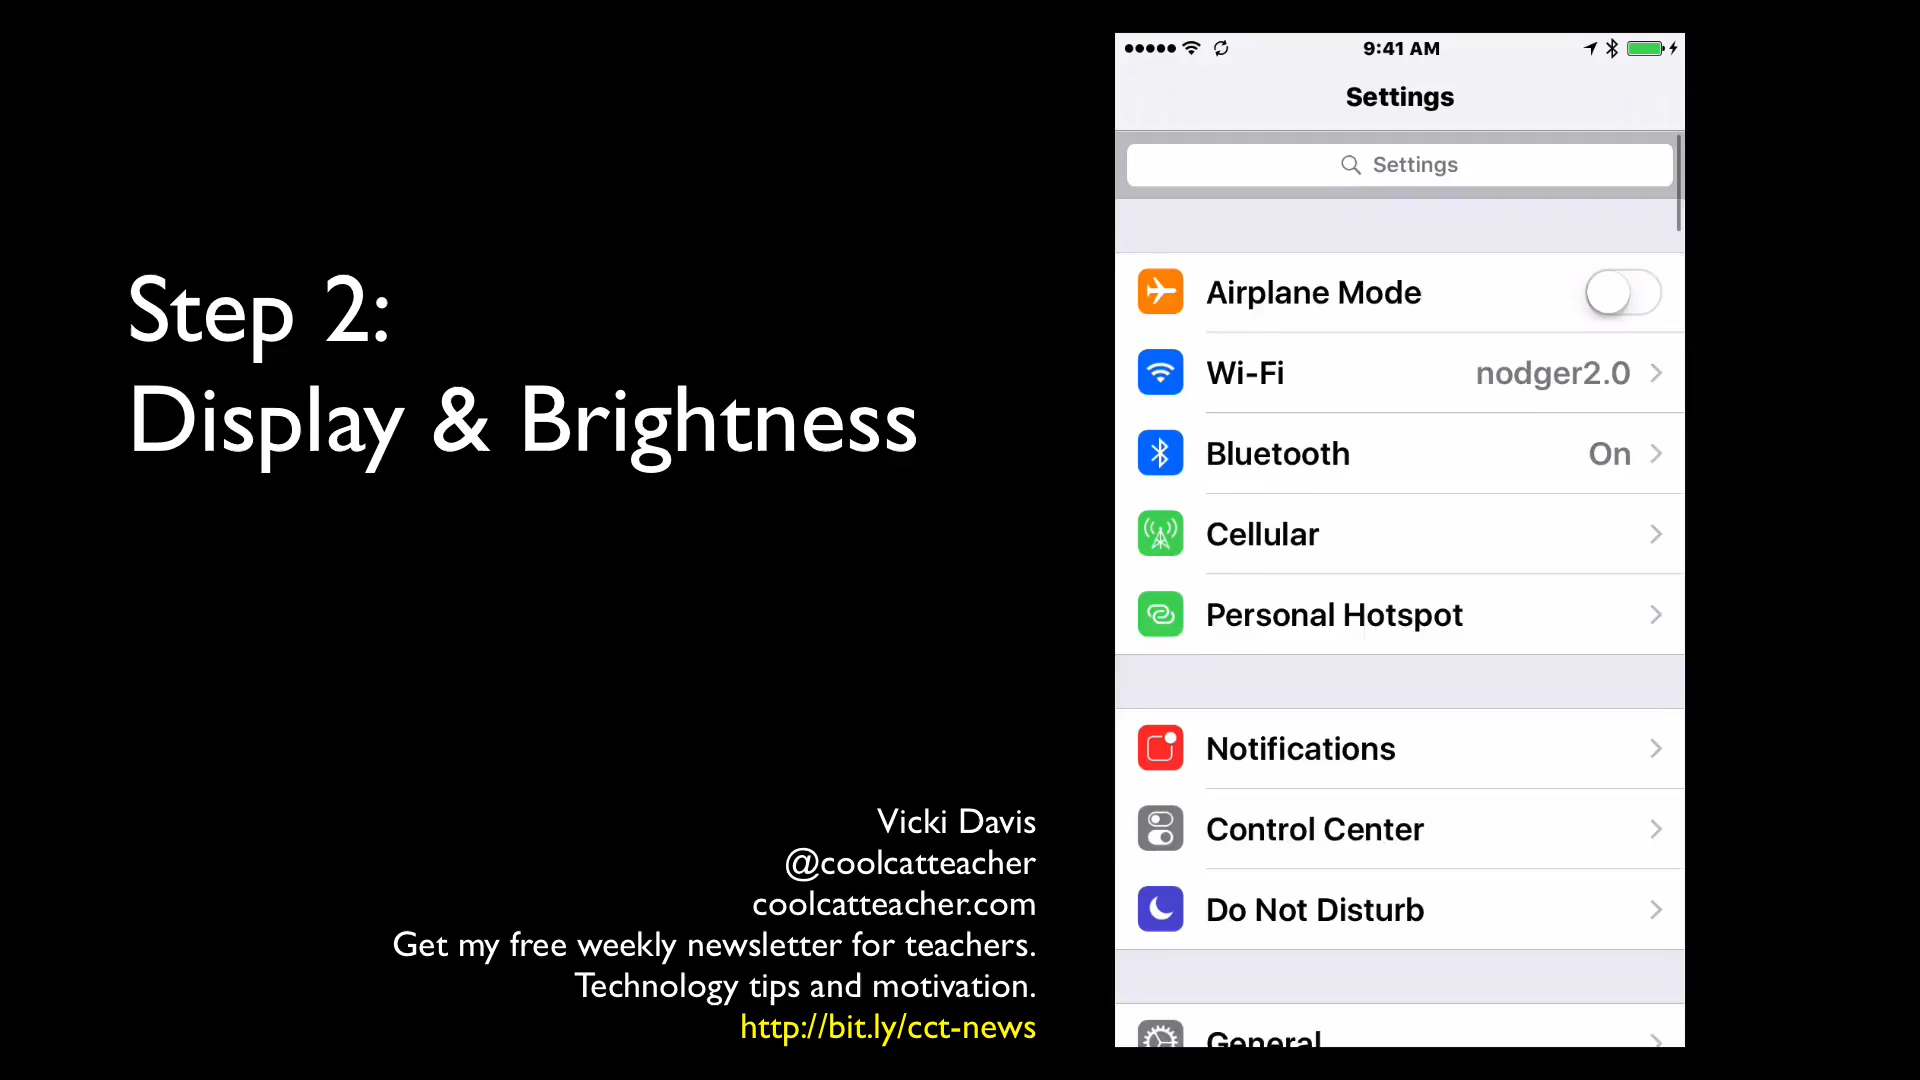 Step 2:
Display & Brightness
Vicki Davis
@coolcatteacher
coolcatteacher.com
Get my free weekly newsletter for teachers.
Technology tips and motivation.
http://bit.ly/cct-news
9:41 AM
Settings
Settings
Airplane Mode
Wi-Fi nodger2.0
Bluetooth On
Cellular
Personal Hotspot
Notifications
Control Center
Do Not Disturb
General